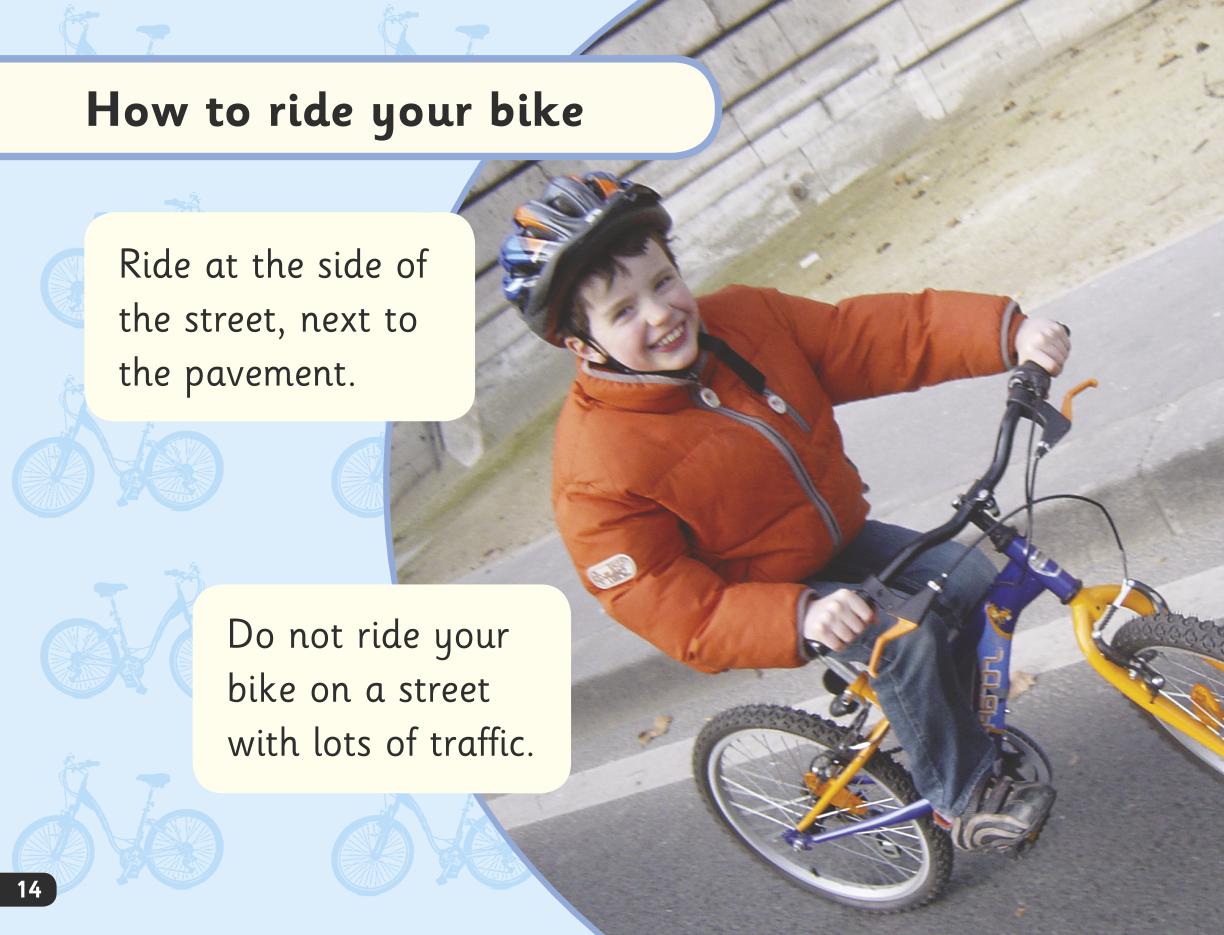 How to ride your bike
Ride at the side of
the street, next to
the pavement.
Do not ride your
bike on a street
with lots of traffic.
14